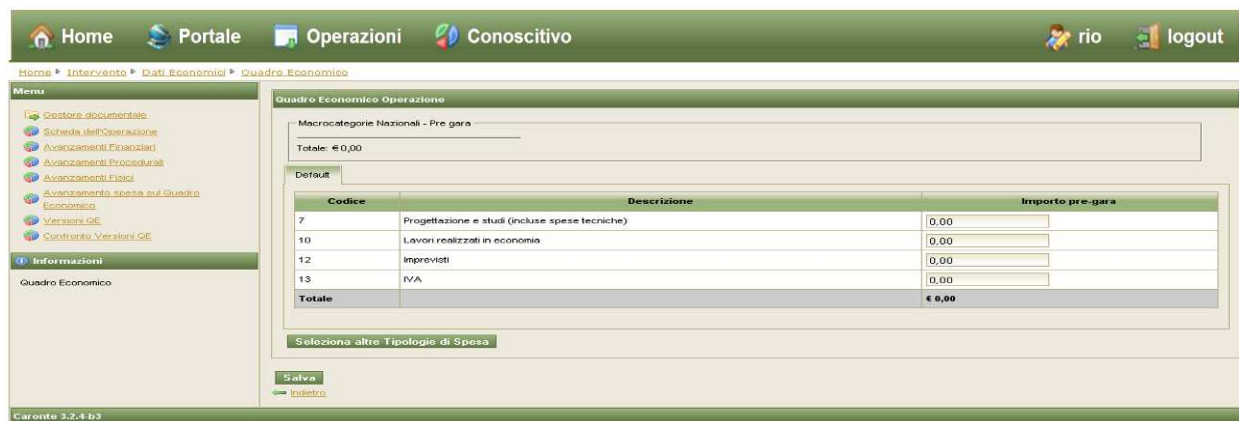 Home Portale Operazioni Conoscitivo rio logout
Home Intervento Dati Economici Quadro Economico
Menu
Gestore documentale
Scheda dell'Operazione
Avanzamenti Finanziari
Avanzamenti Procedurali
Avanzamenti Fisici
Avanzamento spesa sul Quadro
Economico
Versioni QE
Confronto Versioni QE
Informazioni
Quadro Economico
Quadro Economico Operazione
Macrocategorie Nazionali - Pre gara
Totale: € 0,00
Default
Codice Descrizione Importo pre-gara
7 Progettazione e studi (incluse spese tecniche) 0,00
10 Lavori realizzati in economia 0,00
12 Imprevisti 0,00
13 IVA 0,00
Totale € 0,00
Seleziona altre Tipologie di Spesa
Salva
Indietro
Caronte 3.2.4-b3